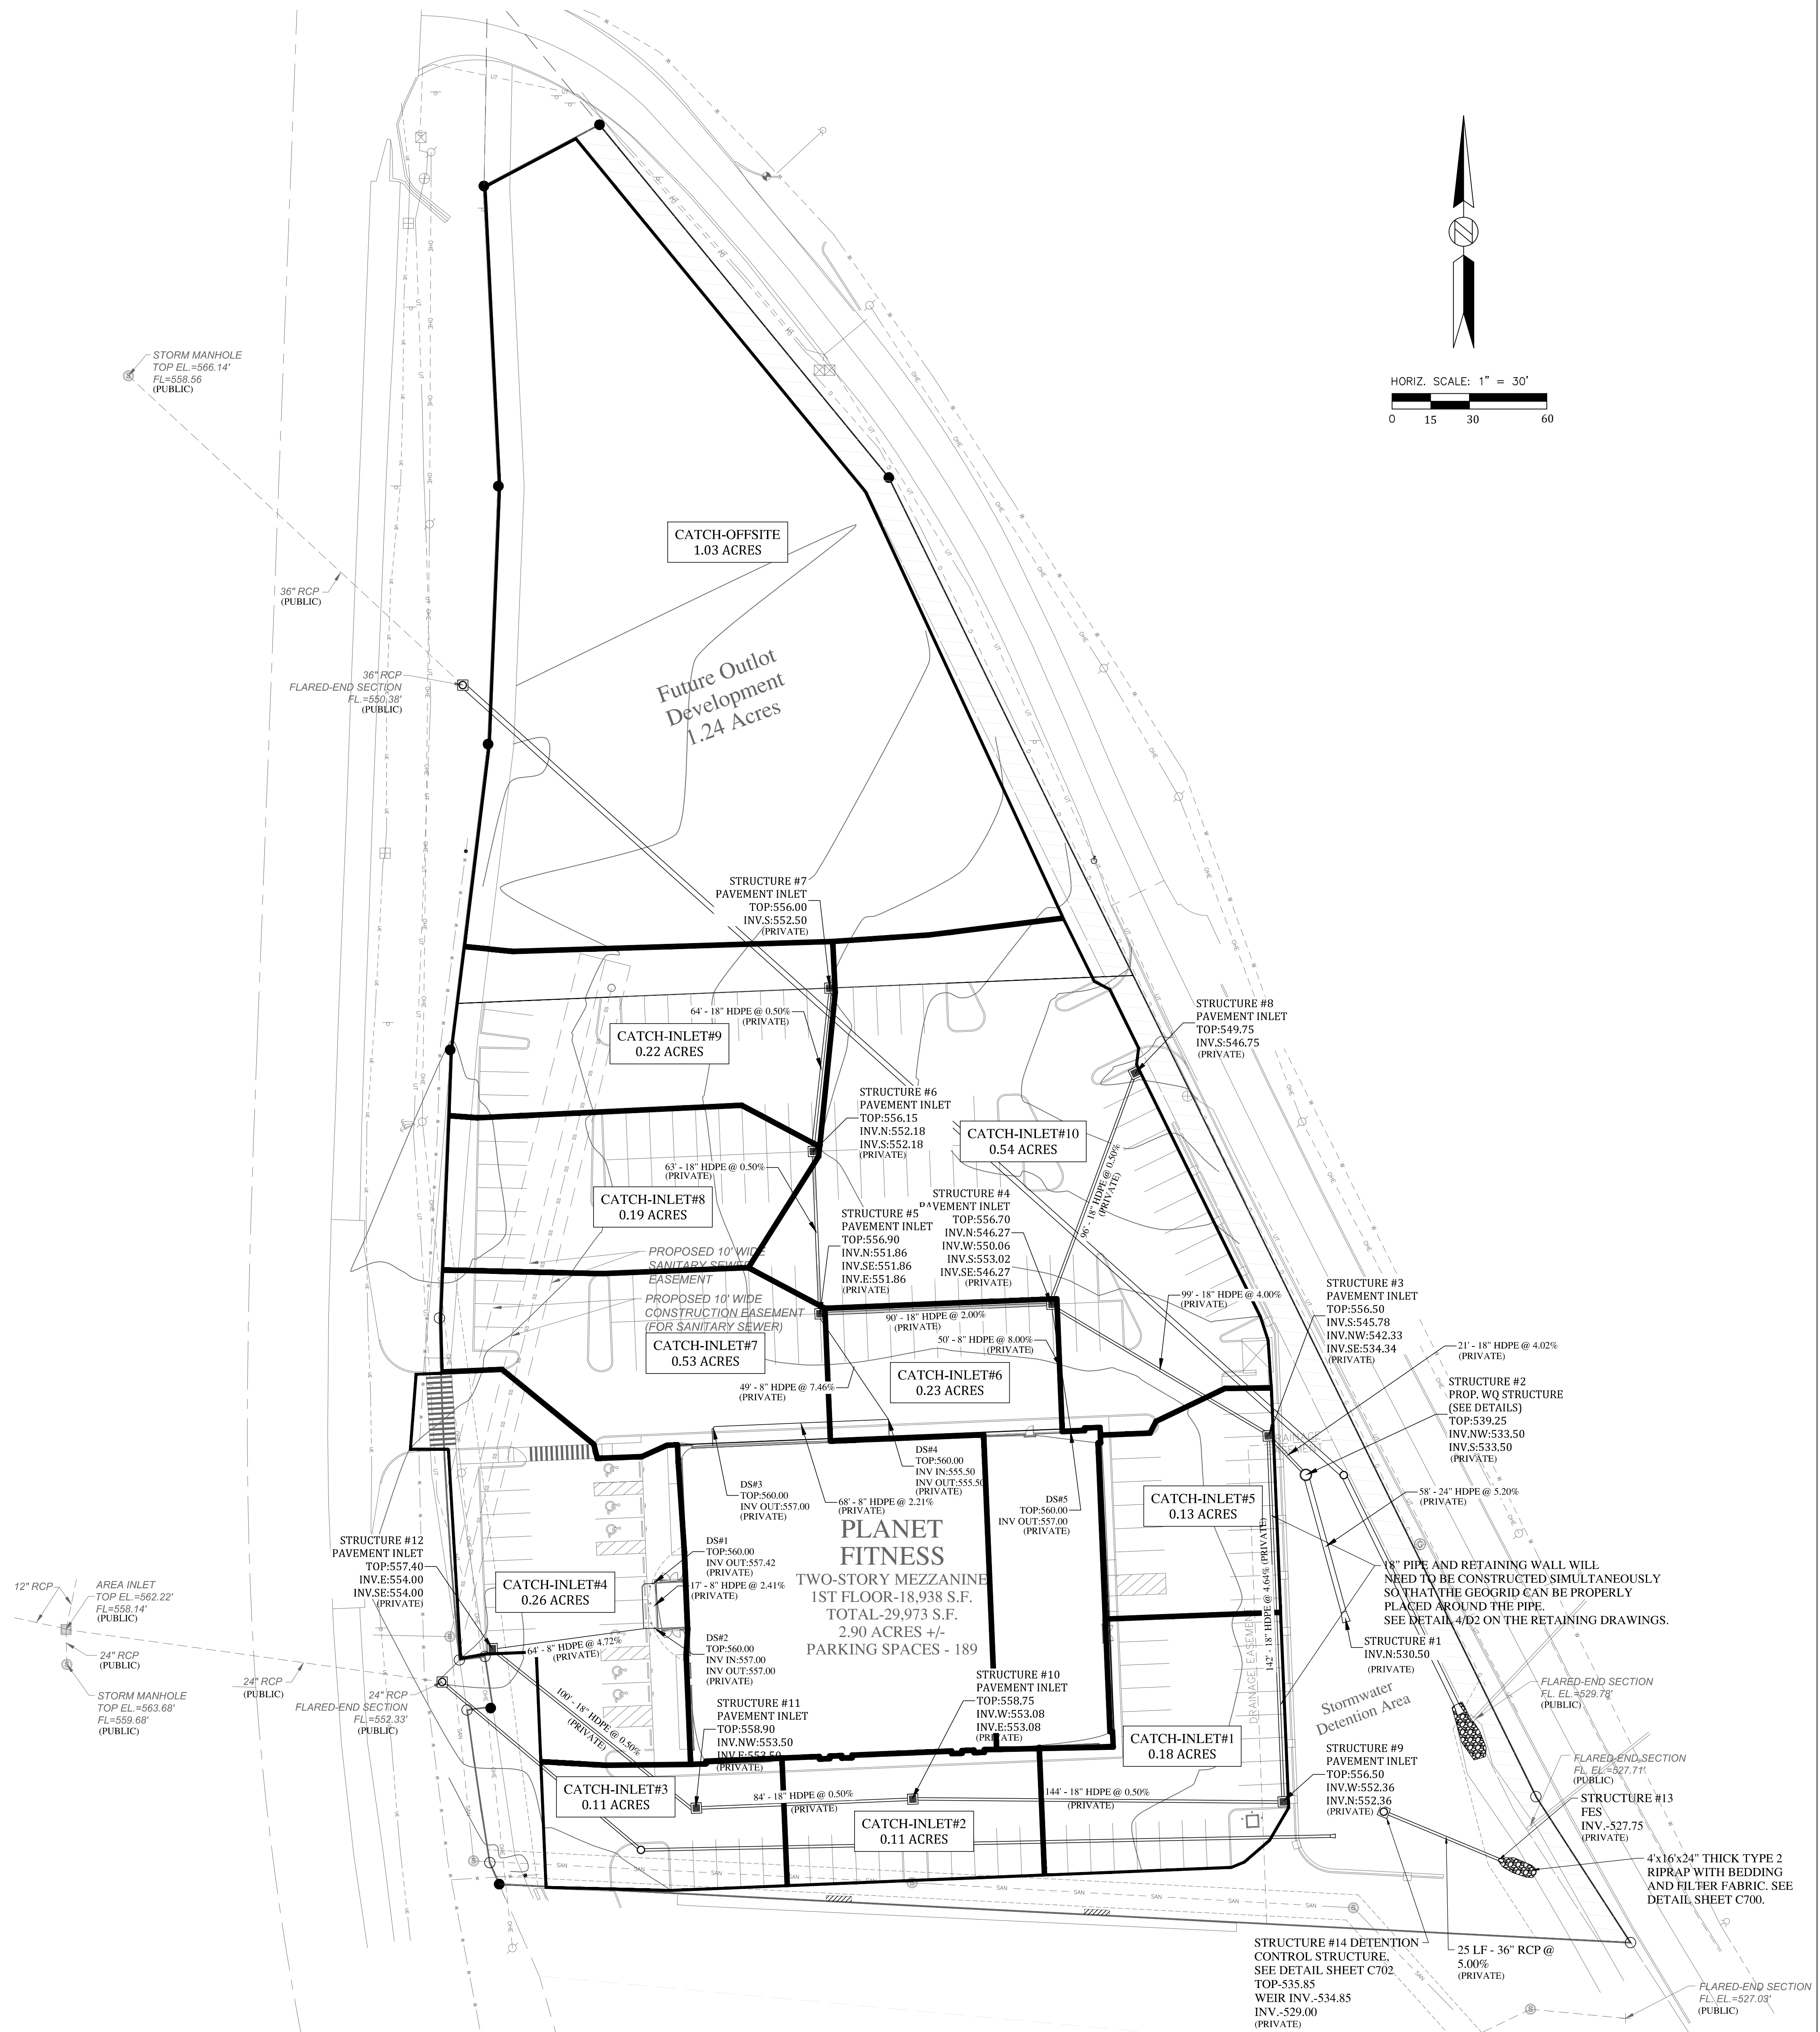 HORIZ. SCALE: 1" = 30'
0 15 30 60
STORM MANHOLE
TOP EL.=566.14'
FL=558.56
(PUBLIC)
CATCH-OFFSITE
1.03 ACRES
36" RCP
(PUBLIC)
Future Outlot
Development
1.24 Acres
36" RCP
FLARED-END SECTION
FL.=550.38'
(PUBLIC)
STRUCTURE #7
PAVEMENT INLET
TOP:556.00
INV.S:552.50
(PRIVATE)
64' - 18" HDPE @ 0.50%
(PRIVATE)
CATCH-INLET#9
0.22 ACRES
STRUCTURE #8
PAVEMENT INLET
TOP:549.75
INV.S:546.75
(PRIVATE)
STRUCTURE #6
PAVEMENT INLET
TOP:556.15
INV.N:552.18
INV.S:552.18
(PRIVATE)
CATCH-INLET#10
0.54 ACRES
96' - 18" HDPE @ 0.50%
(PRIVATE)
63' - 18" HDPE @ 0.50%
(PRIVATE)
CATCH-INLET#8
0.19 ACRES
STRUCTURE #4
PAVEMENT INLET
TOP:556.70
INV.N:546.27
INV.W:550.06
INV.S:553.02
INV.SE:546.27
(PRIVATE)
STRUCTURE #5
PAVEMENT INLET
TOP:556.90
INV.N:551.86
INV.SE:551.86
INV.E:551.86
(PRIVATE)
PROPOSED 10' WIDE
SANITARY SEWER
EASEMENT
PROPOSED 10' WIDE
CONSTRUCTION EASEMENT
(FOR SANITARY SEWER)
99' - 18" HDPE @ 4.00%
(PRIVATE)
90' - 18" HDPE @ 2.00%
(PRIVATE)
50' - 8" HDPE @ 8.00%
(PRIVATE)
CATCH-INLET#7
0.53 ACRES
49' - 8" HDPE @ 7.46%
(PRIVATE)
CATCH-INLET#6
0.23 ACRES
STRUCTURE #3
PAVEMENT INLET
TOP:556.50
INV.S:545.78
INV.NW:542.33
INV.SE:534.34
(PRIVATE)
21' - 18" HDPE @ 4.02%
(PRIVATE)
STRUCTURE #2
PROP. WQ STRUCTURE
(SEE DETAILS)
TOP:539.25
INV.NW:533.50
INV.S:533.50
(PRIVATE)
DS#4
TOP:560.00
INV IN:555.50
INV OUT:555.50
(PRIVATE)
DS#3
TOP:560.00
INV OUT:557.00
(PRIVATE)
68' - 8" HDPE @ 2.21%
(PRIVATE)
DS#5
TOP:560.00
INV OUT:557.00
(PRIVATE)
CATCH-INLET#5
0.13 ACRES
58' - 24" HDPE @ 5.20%
(PRIVATE)
PLANET
FITNESS
TWO-STORY MEZZANINE
1ST FLOOR-18,938 S.F.
TOTAL-29,973 S.F.
2.90 ACRES +/-
PARKING SPACES - 189
STRUCTURE #12
PAVEMENT INLET
TOP:557.40
INV.E:554.00
INV.SE:554.00
(PRIVATE)
DS#1
TOP:560.00
INV OUT:557.42
(PRIVATE)
17' - 8" HDPE @ 2.41%
(PRIVATE)
CATCH-INLET#4
0.26 ACRES
DS#2
TOP:560.00
INV IN:557.00
INV OUT:557.00
(PRIVATE)
64' - 8" HDPE @ 4.72%
(PRIVATE)
18" PIPE AND RETAINING WALL WILL
NEED TO BE CONSTRUCTED SIMULTANEOUSLY
SO THAT THE GEOGRID CAN BE PROPERLY
PLACED AROUND THE PIPE.
SEE DETAIL 4/D2 ON THE RETAINING DRAWINGS.
142' - 18" HDPE @ 4.64% (PRIVATE)
DRAINAGE EASEMENT
STRUCTURE #1
INV.N:530.50
(PRIVATE)
12" RCP
AREA INLET
TOP EL.=562.22'
FL=558.14'
(PUBLIC)
24" RCP
(PUBLIC)
STORM MANHOLE
TOP EL.=563.68'
FL=559.68'
(PUBLIC)
24" RCP
(PUBLIC)
24" RCP
FLARED-END SECTION
FL.=552.33'
(PUBLIC)
100' - 18" HDPE @ 0.50%
(PRIVATE)
STRUCTURE #11
PAVEMENT INLET
TOP:558.90
INV.NW:553.50
INV.E:553.50
(PRIVATE)
STRUCTURE #10
PAVEMENT INLET
TOP:558.75
INV.W:553.08
INV.E:553.08
(PRIVATE)
Stormwater
Detention Area
FLARED-END SECTION
FL. EL.=529.78'
(PUBLIC)
CATCH-INLET#1
0.18 ACRES
STRUCTURE #9
PAVEMENT INLET
TOP:556.50
INV.W:552.36
INV.N:552.36
(PRIVATE)
FLARED-END SECTION
FL. EL.=527.71'
(PUBLIC)
CATCH-INLET#3
0.11 ACRES
84' - 18" HDPE @ 0.50%
(PRIVATE)
144' - 18" HDPE @ 0.50%
(PRIVATE)
CATCH-INLET#2
0.11 ACRES
STRUCTURE #13
FES
INV.-527.75
(PRIVATE)
4'x16'x24" THICK TYPE 2
RIPRAP WITH BEDDING
AND FILTER FABRIC. SEE
DETAIL SHEET C700.
STRUCTURE #14 DETENTION
CONTROL STRUCTURE,
SEE DETAIL SHEET C702
TOP-535.85
WEIR INV.-534.85
INV.-529.00
(PRIVATE)
25 LF - 36" RCP @
5.00%
(PRIVATE)
FLARED-END SECTION
FL. EL.=527.03'
(PUBLIC)